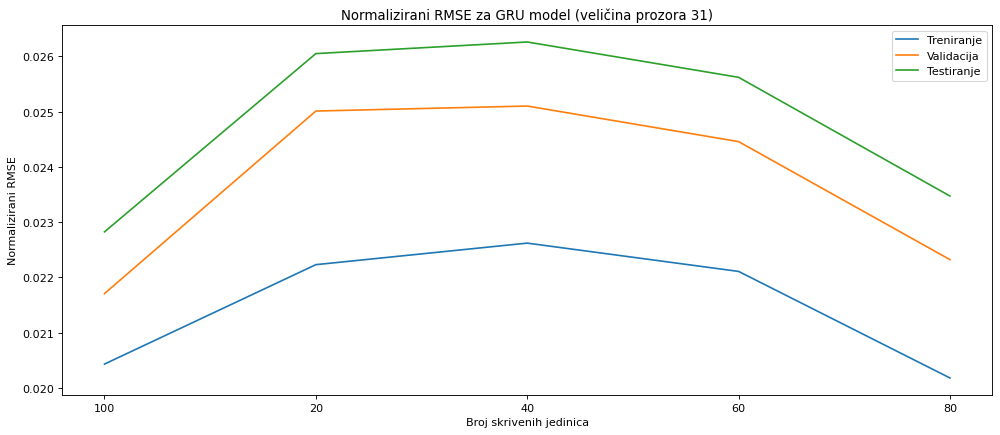 Normalizirani RMSE za GRU model (veličina prozora 31)
Treniranje
Validacija
Testiranje
Normalizirani RMSE
0.026
0.025
0.024
0.023
0.022
0.021
0.020
100 20 40 60 80
Broj skrivenih jedinica